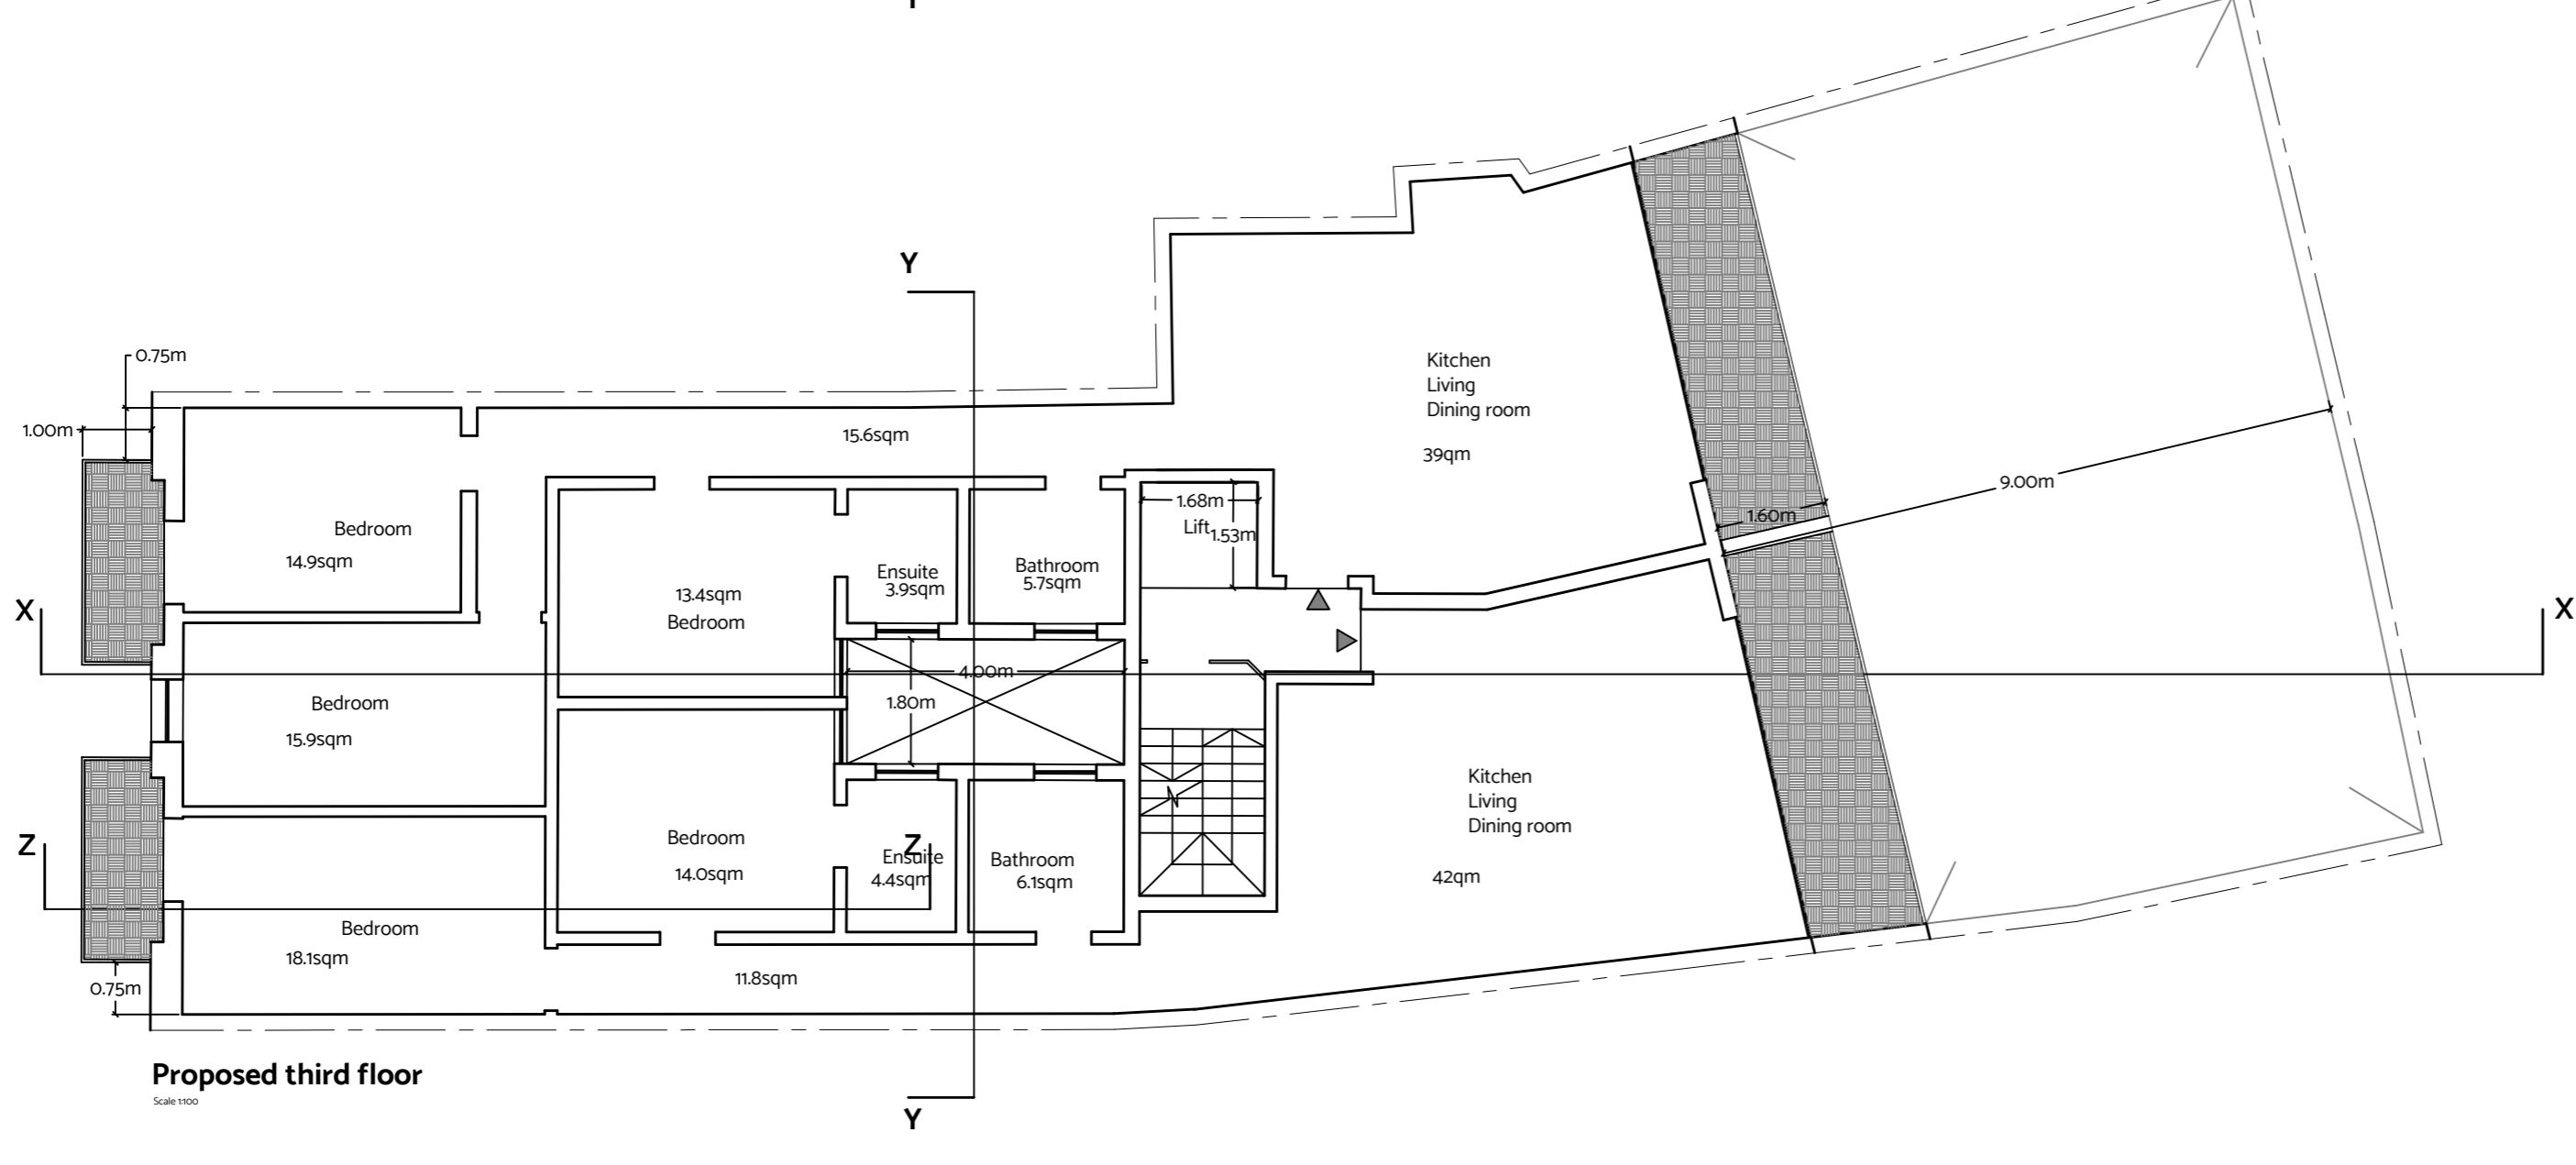 Y
0.75m
1.00m
15.6sqm
Kitchen
Living
Dining room
39qm
9.00m
1.68m
Lift
1.53m
1.60m
Bedroom
14.9sqm
13.4sqm
Bedroom
Ensuite
3.9sqm
Bathroom
5.7sqm
X
X
4.00m
1.80m
Bedroom
15.9sqm
Kitchen
Living
Dining room
42qm
Z
Z
Bedroom
14.0sqm
Ensuite
4.4sqm
Bathroom
6.1sqm
Bedroom
18.1sqm
11.8sqm
0.75m
Proposed third floor
Scale 1:100
Y